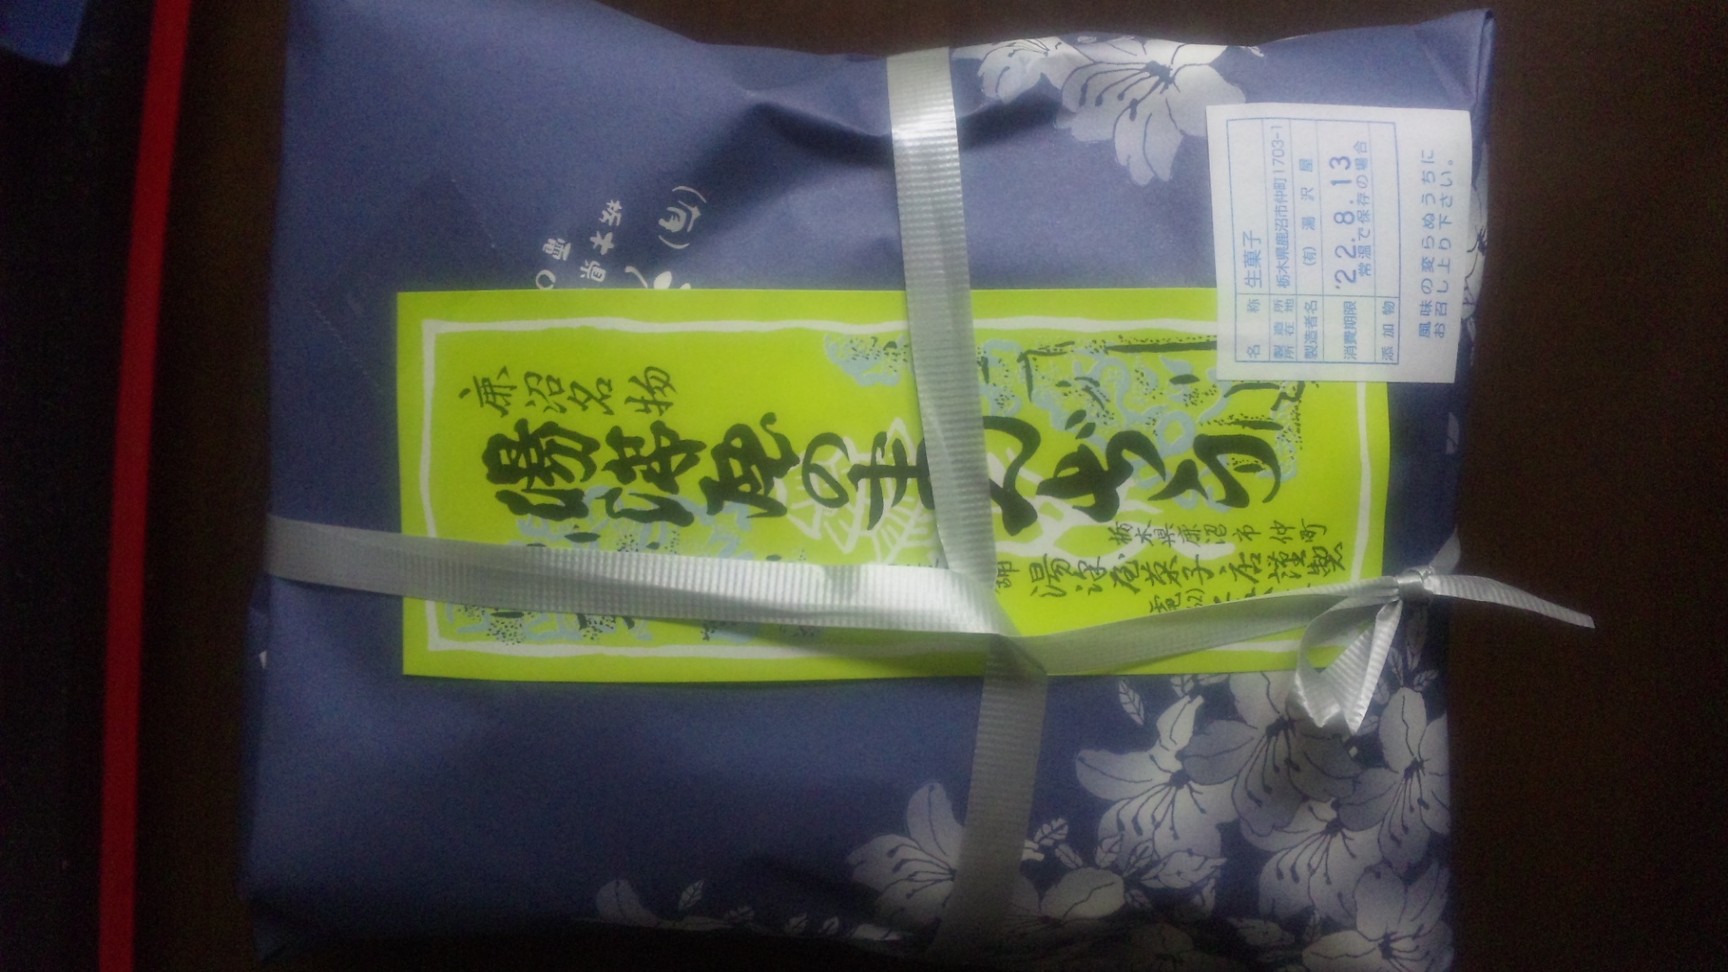 鹿沼名物
湯沢屋のまんぢう
栃木県鹿沼市仲町
湯沢屋菓子店謹製
名 称 生菓子
製造所所在地 栃木県鹿沼市仲町1703-1
製造者名 (有) 湯 沢 屋
消費期限 '22.8.13
常温で保存の場合
添加物
風味の変らぬうちに
お召し上り下さい。